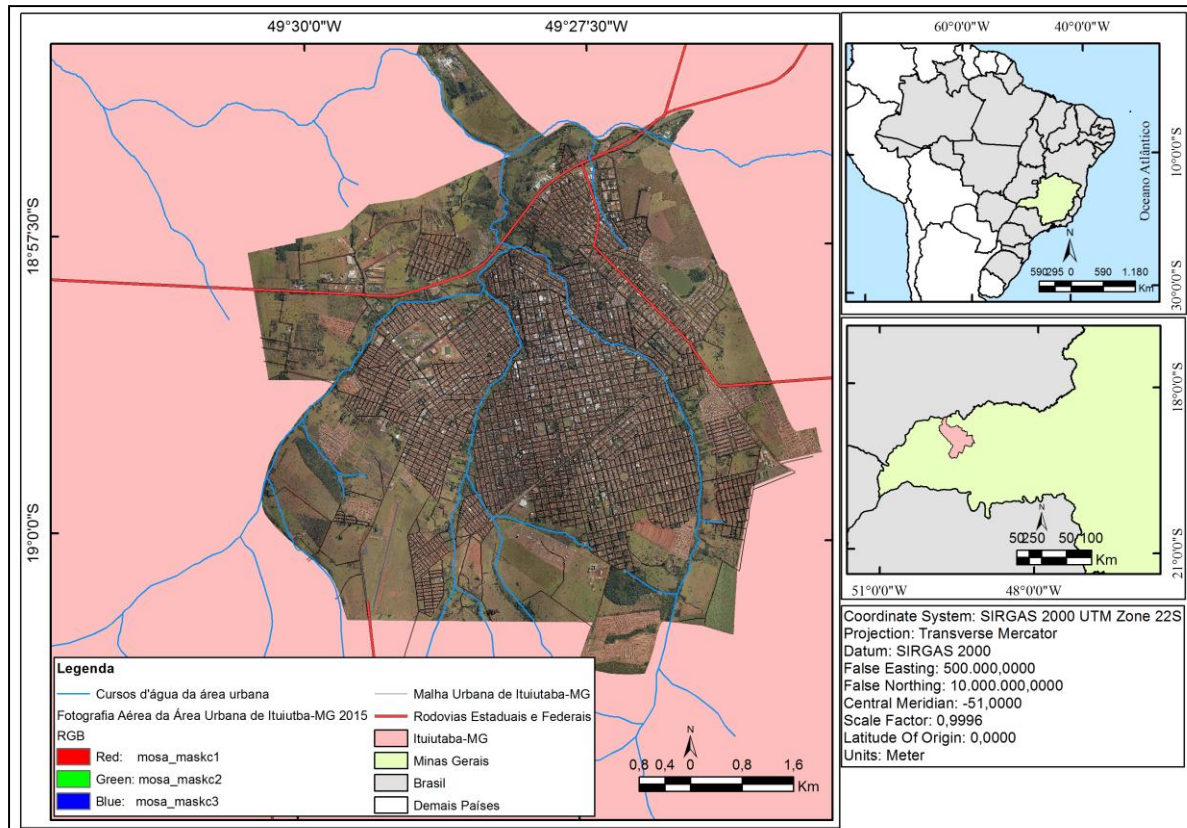 49°30'0"W
49°27'30"W
18°57'30"S
19°0'0"S
Legenda
Cursos d'água da área urbana
Fotografia Aérea da Área Urbana de Ituiutba-MG 2015
RGB
Red: mosa_maskc1
Green: mosa_maskc2
Blue: mosa_maskc3
Malha Urbana de Ituiutaba-MG
Rodovias Estaduais e Federais
Ituiutaba-MG
Minas Gerais
Brasil
Demais Países
N
0,8 0,4 0 0,8 1,6
Km
60°0'0"W
40°0'0"W
10°0'0"S
30°0'0"S
Oceano Atlântico
N
590295 0 590 1.180
Km
18°0'0"S
21°0'0"S
N
50250 50 100
Km
51°0'0"W
48°0'0"W
Coordinate System: SIRGAS 2000 UTM Zone 22S
Projection: Transverse Mercator
Datum: SIRGAS 2000
False Easting: 500.000,0000
False Northing: 10.000.000,0000
Central Meridian: -51,0000
Scale Factor: 0,9996
Latitude Of Origin: 0,0000
Units: Meter